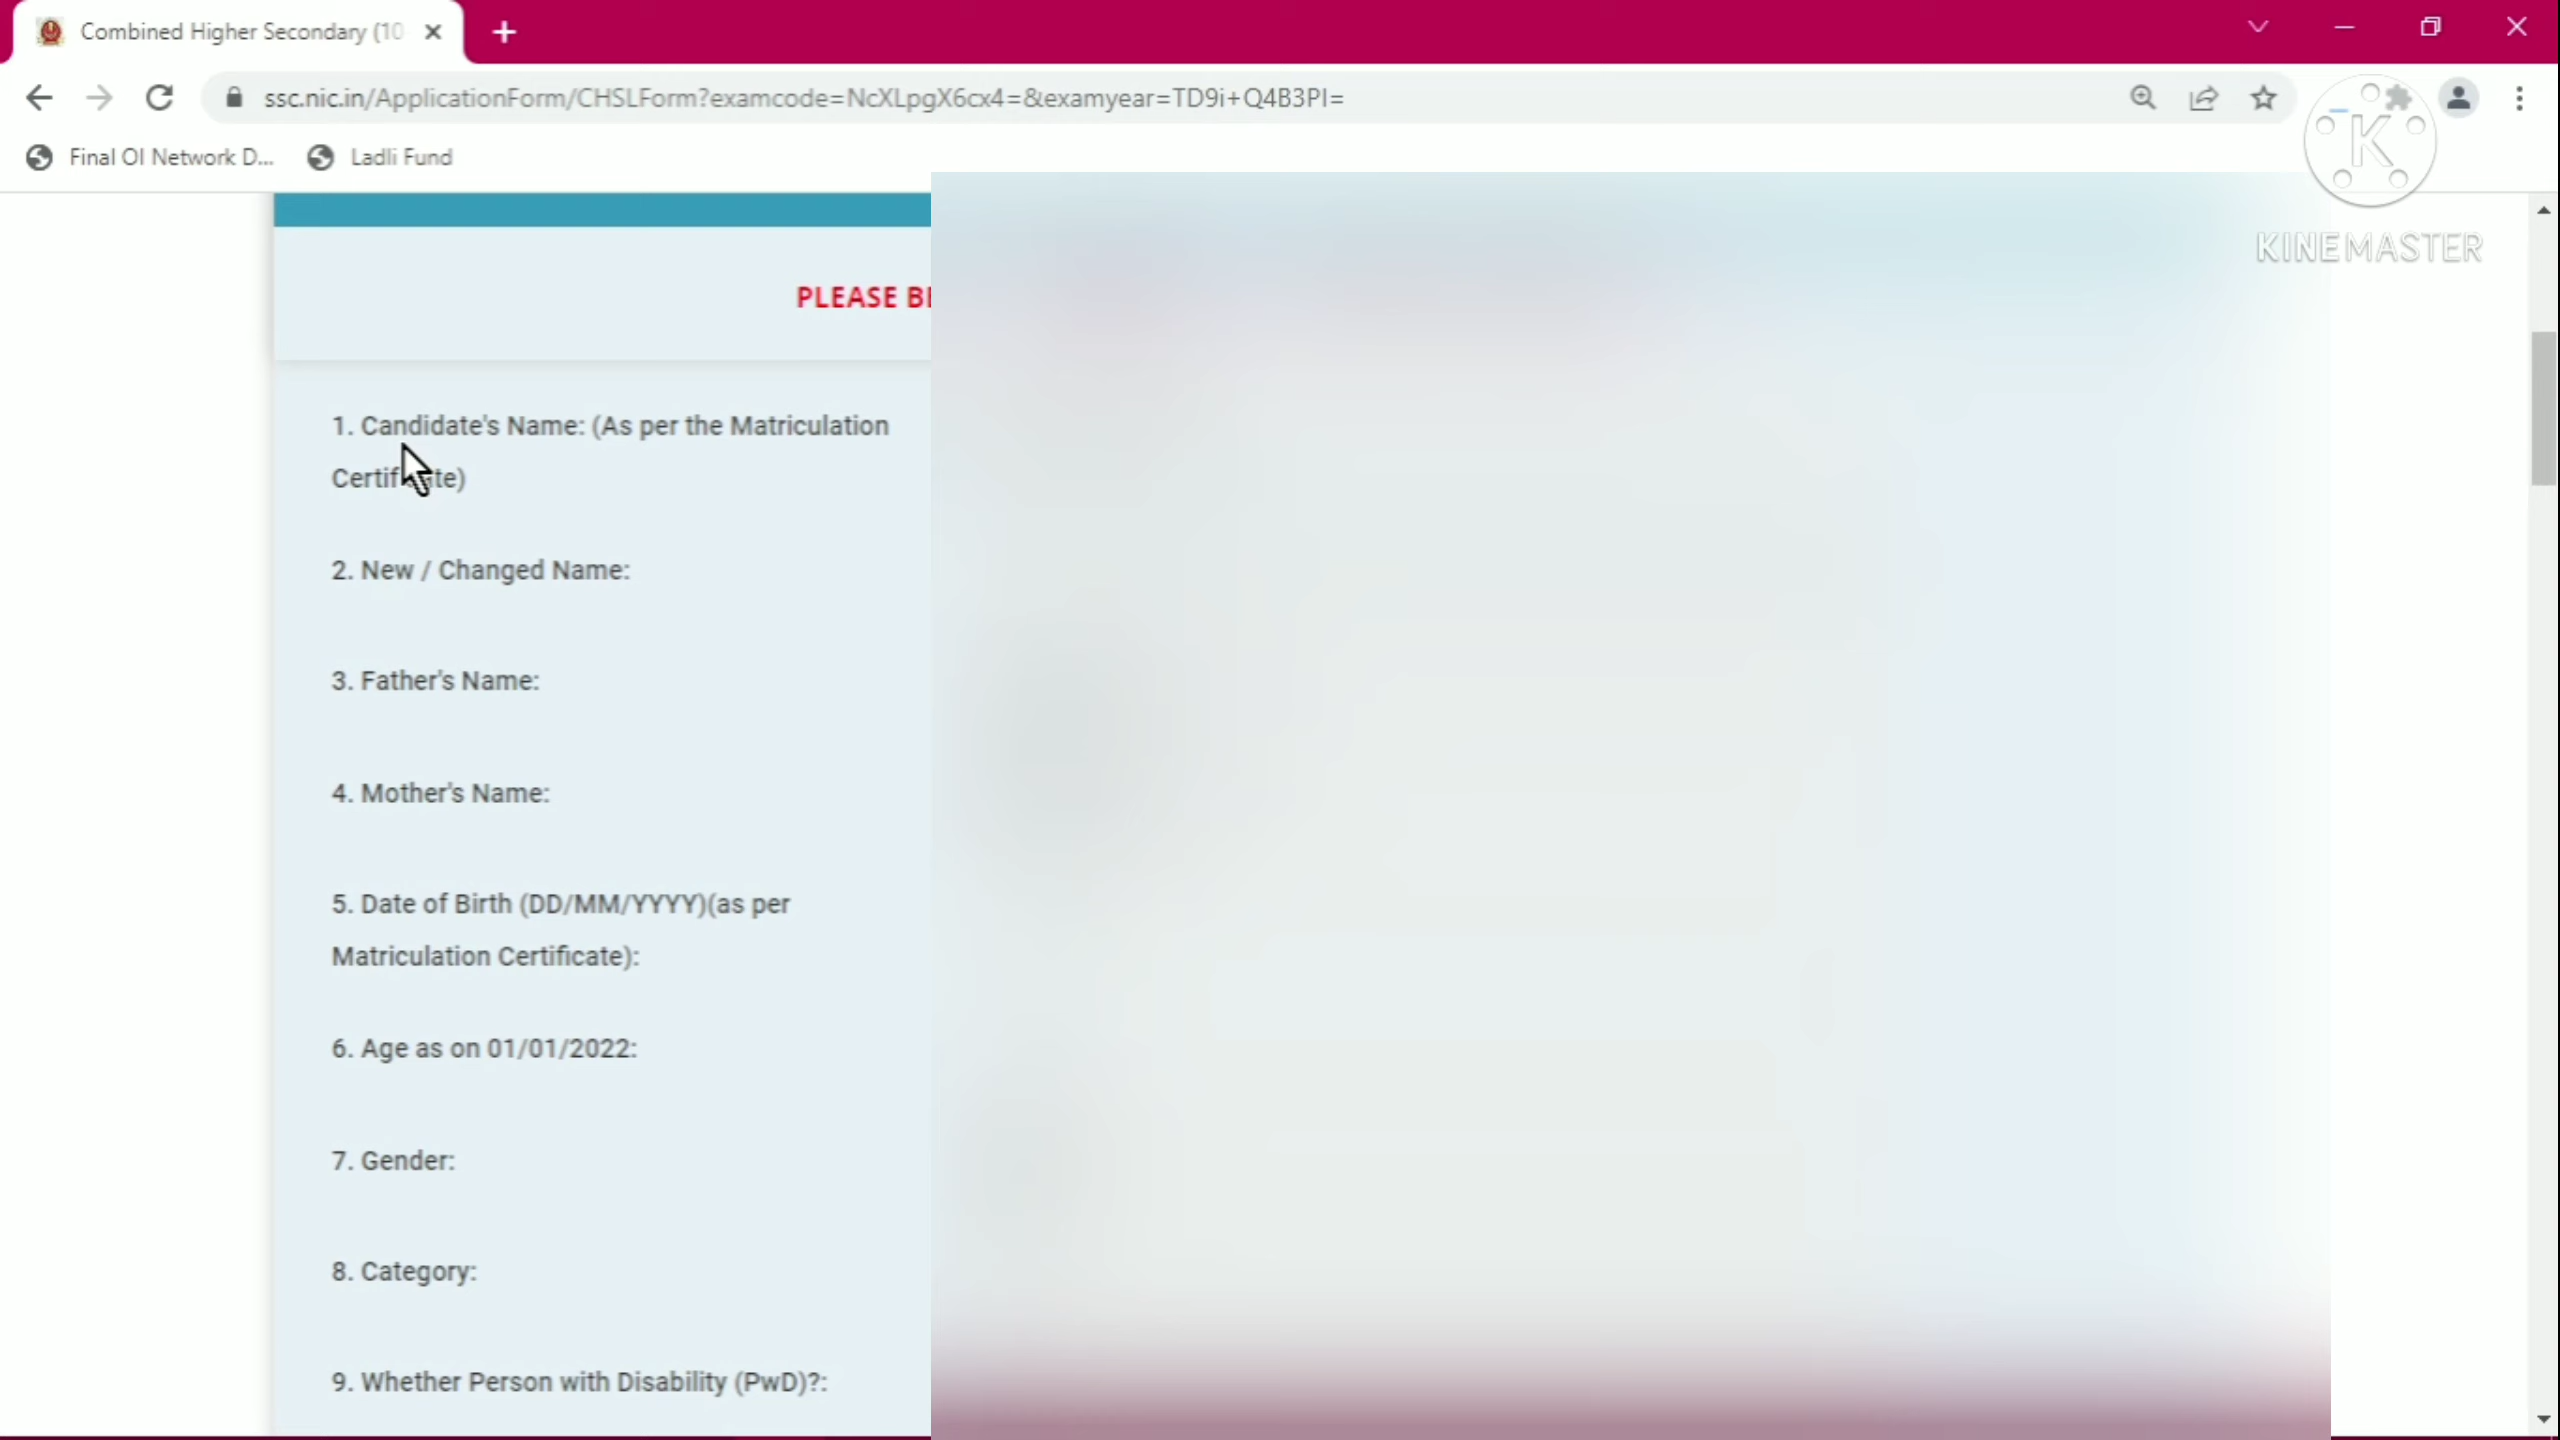 Combined Higher Secondary (10
ssc.nic.in/ApplicationForm/CHSLForm?examcode=NcXLpgX6cx4=&examyear=TD9i+Q4B3PI=
Final OI Network D... Ladli Fund
K
KINEMASTER
PLEASE
1. Candidate's Name: (As per the Matriculation
2. New / Changed Name:
3. Father's Name:
4. Mother's Name:
5. Date of Birth (DD/MM/YYYY)(as per
Matriculation Certificate):
6. Age as on 01/01/2022:
7. Gender:
8. Category:
9. Whether Person with Disability (PwD)?: